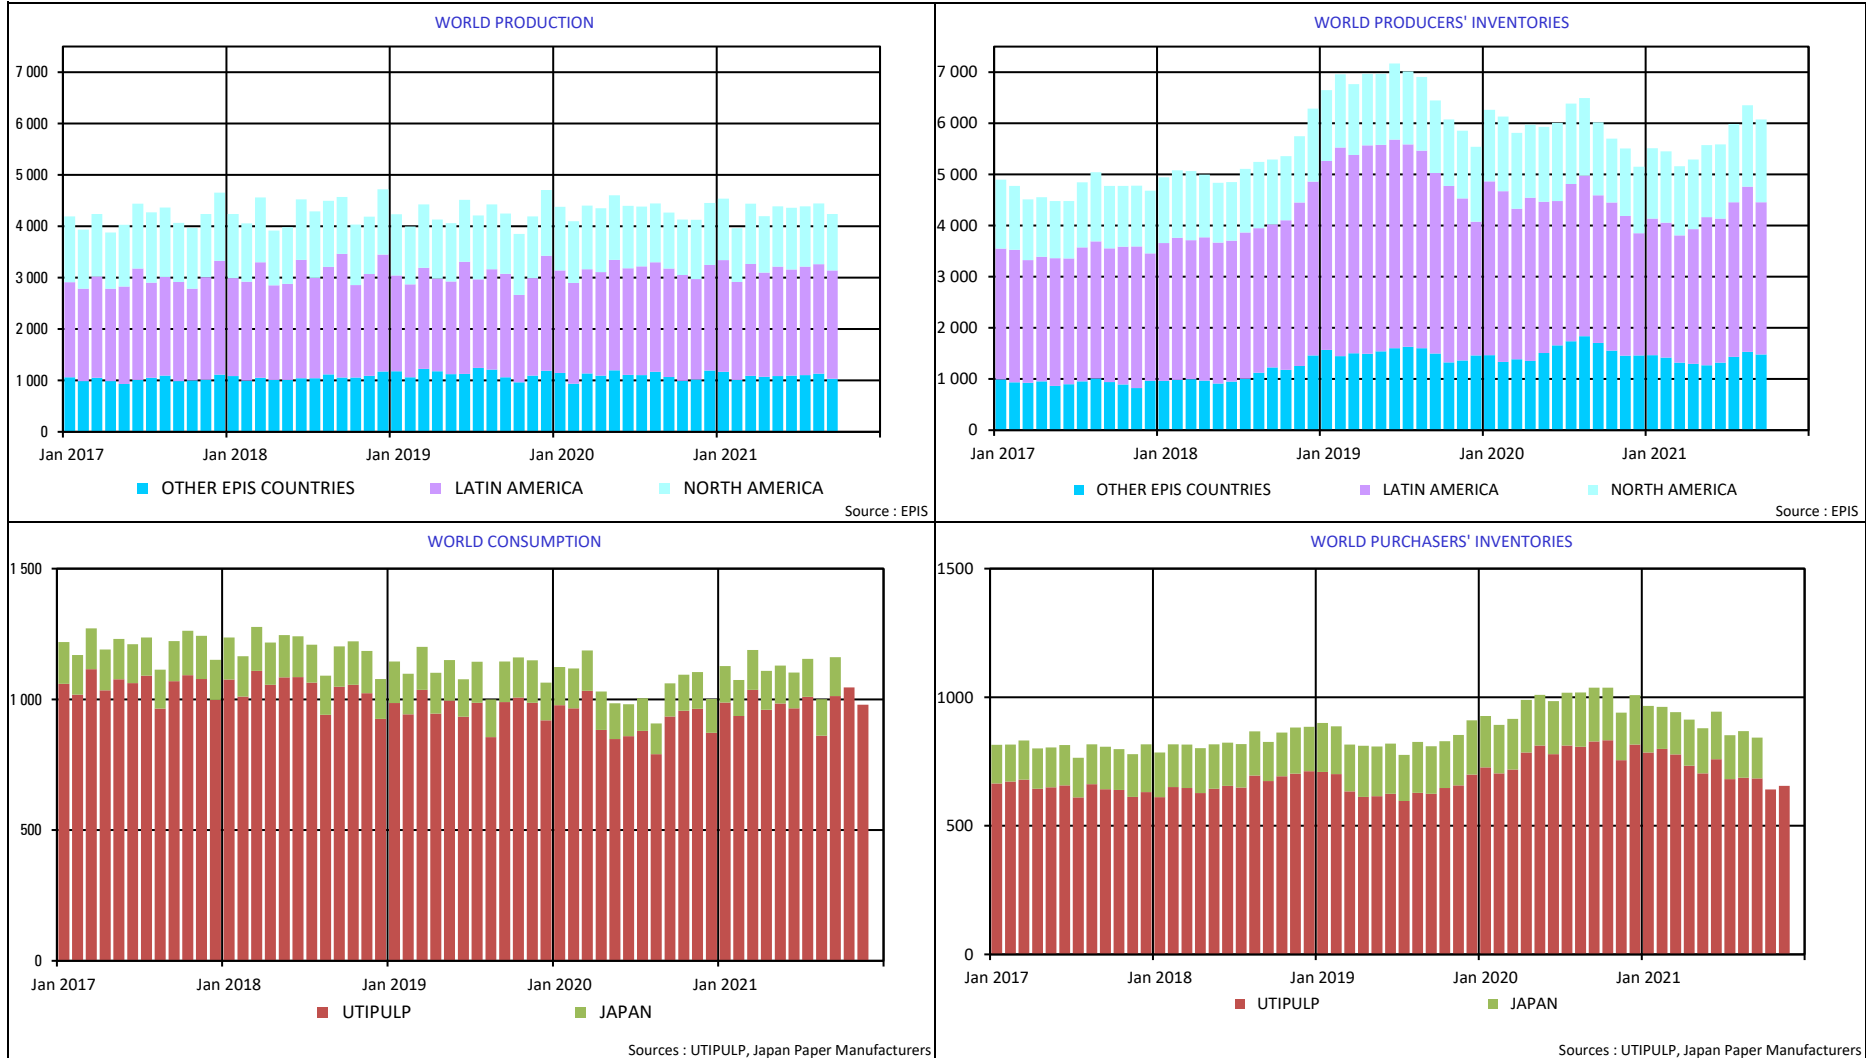 WORLD PRODUCTION
7 000
6 000
5 000
4 000
3 000
2 000
1 000
0
Jan 2017
Jan 2018
Jan 2019
Jan 2020
Jan 2021
OTHER EPIS COUNTRIES
LATIN AMERICA
NORTH AMERICA
Source : EPIS
WORLD PRODUCERS' INVENTORIES
7 000
6 000
5 000
4 000
3 000
2 000
1 000
0
Jan 2017
Jan 2018
Jan 2019
Jan 2020
Jan 2021
OTHER EPIS COUNTRIES
LATIN AMERICA
NORTH AMERICA
Source : EPIS
WORLD CONSUMPTION
1 500
1 000
500
0
Jan 2017
Jan 2018
Jan 2019
Jan 2020
Jan 2021
UTIPULP
JAPAN
Sources : UTIPULP, Japan Paper Manufacturers
WORLD PURCHASERS' INVENTORIES
1500
1000
500
0
Jan 2017
Jan 2018
Jan 2019
Jan 2020
Jan 2021
UTIPULP
JAPAN
Sources : UTIPULP, Japan Paper Manufacturers